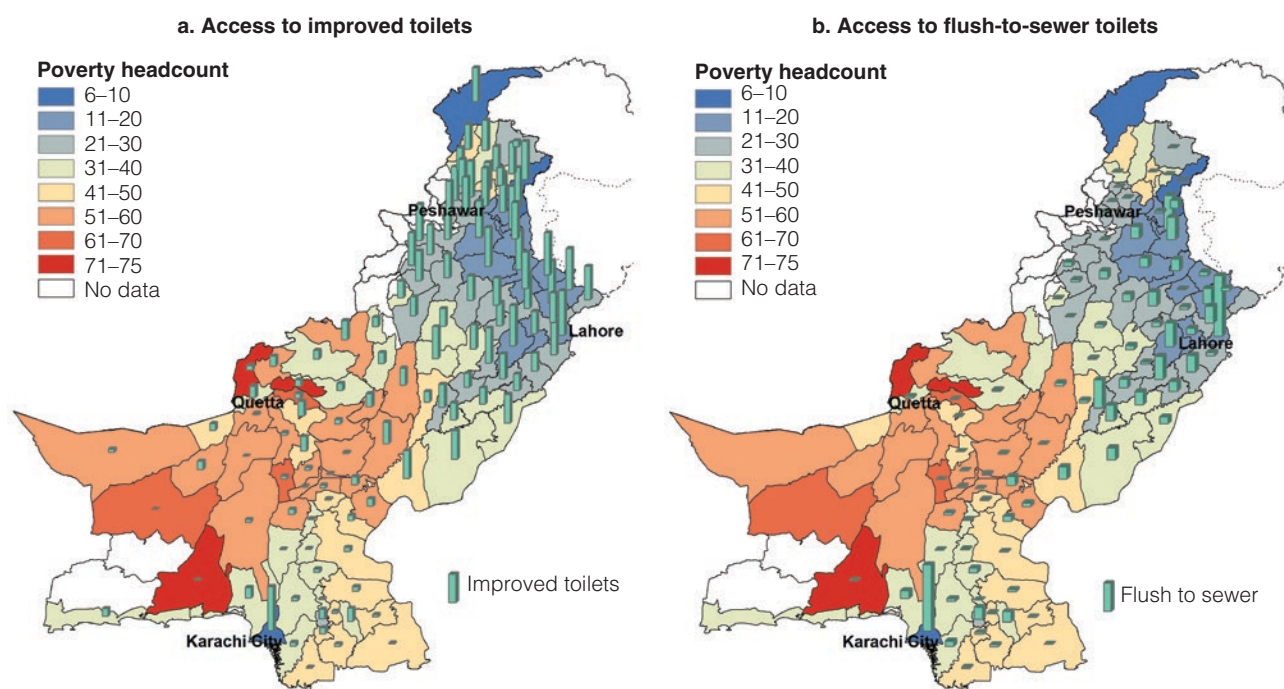 a. Access to improved toilets
Poverty headcount
6–10
11–20
21–30
31–40
41–50
51–60
61–70
71–75
No data
Peshawar
Lahore
Quetta
Karachi City
Improved toilets
b. Access to flush-to-sewer toilets
Poverty headcount
6–10
11–20
21–30
31–40
41–50
51–60
61–70
71–75
No data
Peshawar
Lahore
Quetta
Karachi City
Flush to sewer